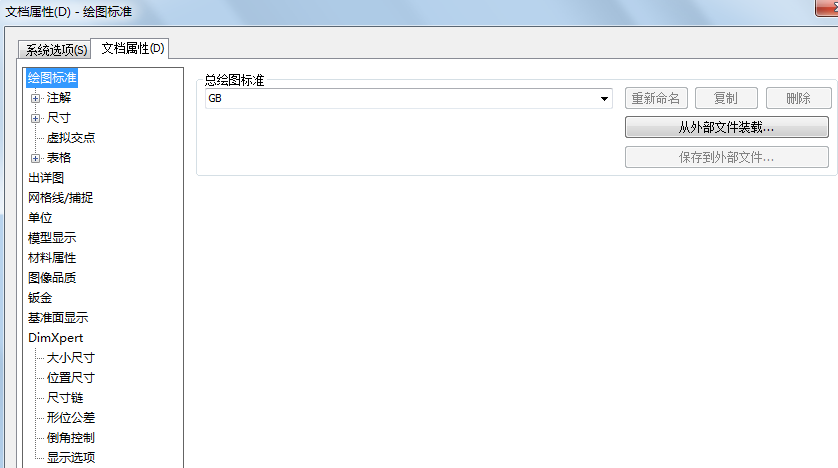 文档属性(D) - 绘图标准
系统选项(S) 文档属性(D)
绘图标准
注解
尺寸
虚拟交点
表格
出详图
网格线/捕捉
单位
模型显示
材料属性
图像品质
钣金
基准面显示
DimXpert
大小尺寸
位置尺寸
尺寸链
形位公差
倒角控制
显示选项
总绘图标准
GB
重新命名 复制 删除
从外部文件装载...
保存到外部文件...